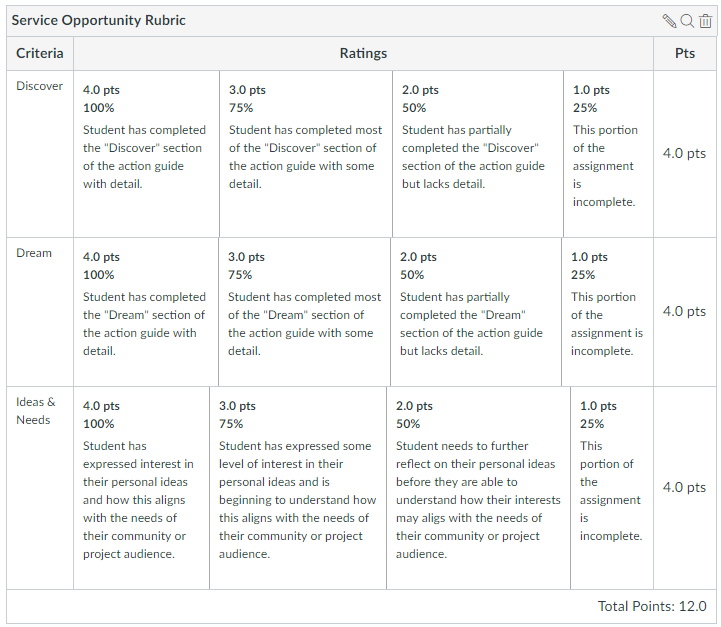 Service Opportunity Rubric
Criteria
Ratings
Pts
Discover
4.0 pts
100%
Student has completed
the "Discover" section
of the action guide
with detail.
3.0 pts
75%
Student has completed most
of the "Discover" section of
the action guide with some
detail.
2.0 pts
50%
Student has partially
completed the "Discover"
section of the action guide
but lacks detail.
1.0 pts
25%
This portion
of the
assignment
is
incomplete.
4.0 pts
Dream
4.0 pts
100%
Student has completed
the "Dream" section of
the action guide with
detail.
3.0 pts
75%
Student has completed most
of the "Dream" section of
the action guide with some
detail.
2.0 pts
50%
Student has partially
completed the "Dream"
section of the action guide
but lacks detail.
1.0 pts
25%
This portion
of the
assignment is
incomplete.
4.0 pts
Ideas &
Needs
4.0 pts
100%
Student has
expressed interest in
their personal ideas
and how this aligns
with the needs of
their community or
project audience.
3.0 pts
75%
Student has expressed some
level of interest in their
personal ideas and is
beginning to understand how
this aligns with the needs of
their community or project
audience.
2.0 pts
50%
Student needs to further
reflect on their personal ideas
before they are able to
understand how their interests
may aligns with the needs of
their community or project
audience.
1.0 pts
25%
This
portion of
the
assignment
is
incomplete.
4.0 pts
Total Points: 12.0